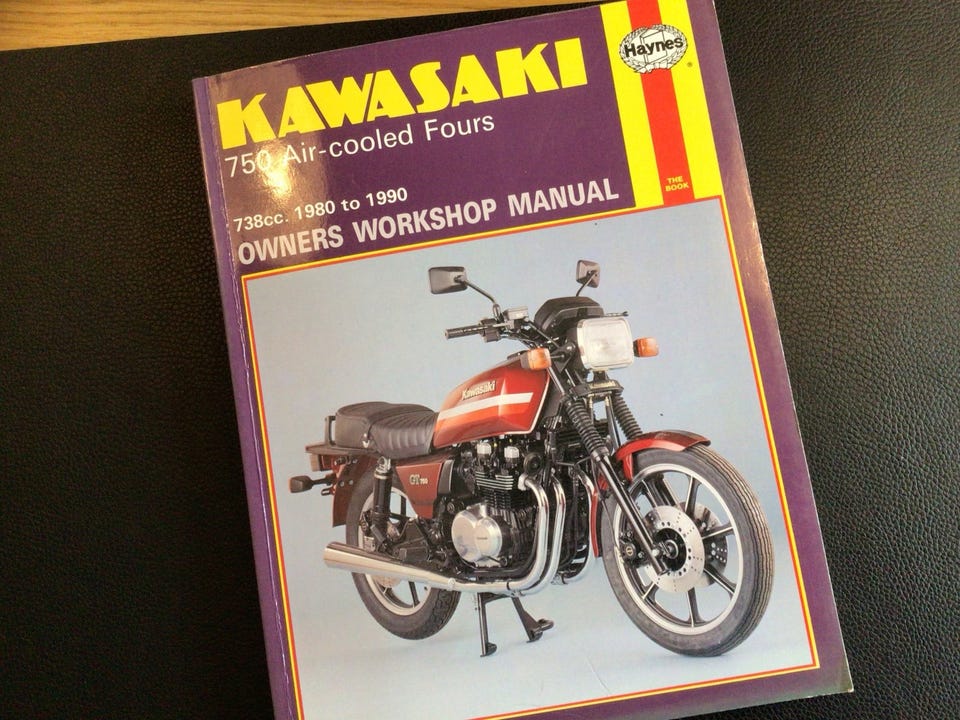 KAWASAKI
Haynes
®
750 Air-cooled Fours
THE
BOOK
738cc. 1980 to 1990
OWNERS WORKSHOP MANUAL
Kawasaki
GT 750